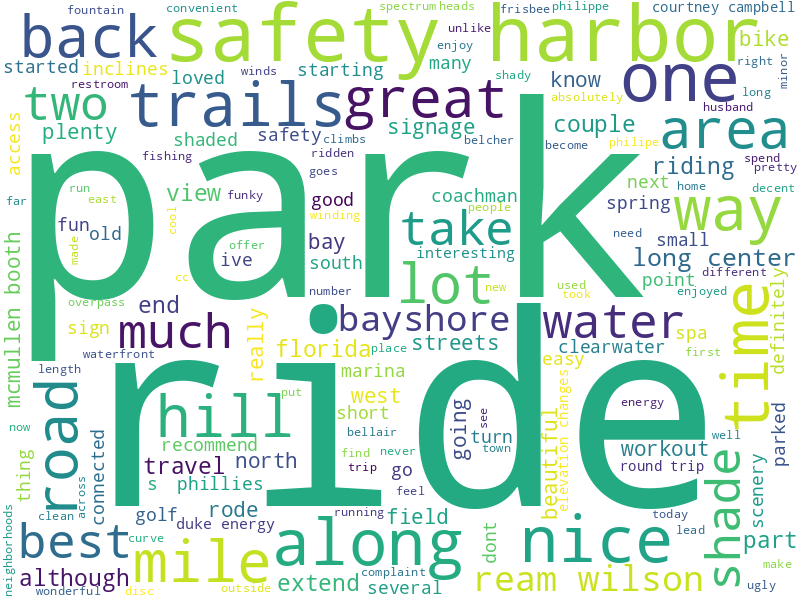 fountain
convenient
spectrum
heads
frisbee
philippe
courtney campbell
back
safety harbor
bike
unlike
enjoy
started
inclines
loved
winds
starting
many
shady
know
one
right
long
minor
restroom
two
trails
great
absolutely
husband
access
plenty
shaded
safety
climbs
signage
belcher
couple
become
philipe
area
fishing
ridden
riding
spend
pretty
park
run
east
view
goes
good
coachman
next
home
decent
far
funky
winding
people
spring
purchase
way
fun
old
cool
offer
ive
bay
take
need
small
made
south
interesting
long center
mcmullen booth
cc
number
lot
new
used
took
point
different
enjoyed
definitely
overpass
end
sign
much
bayshore
water
time
spa
really
florida
place
streets
clearwater
first
waterfront
marina
easy
length
west
ride
road
hill
put
short
going
see
energy
beautiful
elevation changes
parked
recommend
bellair
turn
town
workout
well
now
thing
connected
travel
north
find
never
trip
go
round trip
scenery
s
phillies
feel
shade
neighborhoods
clean
across
golf
rode
duke energy
running
field
dont
today
lead
part
best
curve
along
nice
although
mile
complaint
several
extend
ream wilson
make
wonderful
disc
outside
ugly